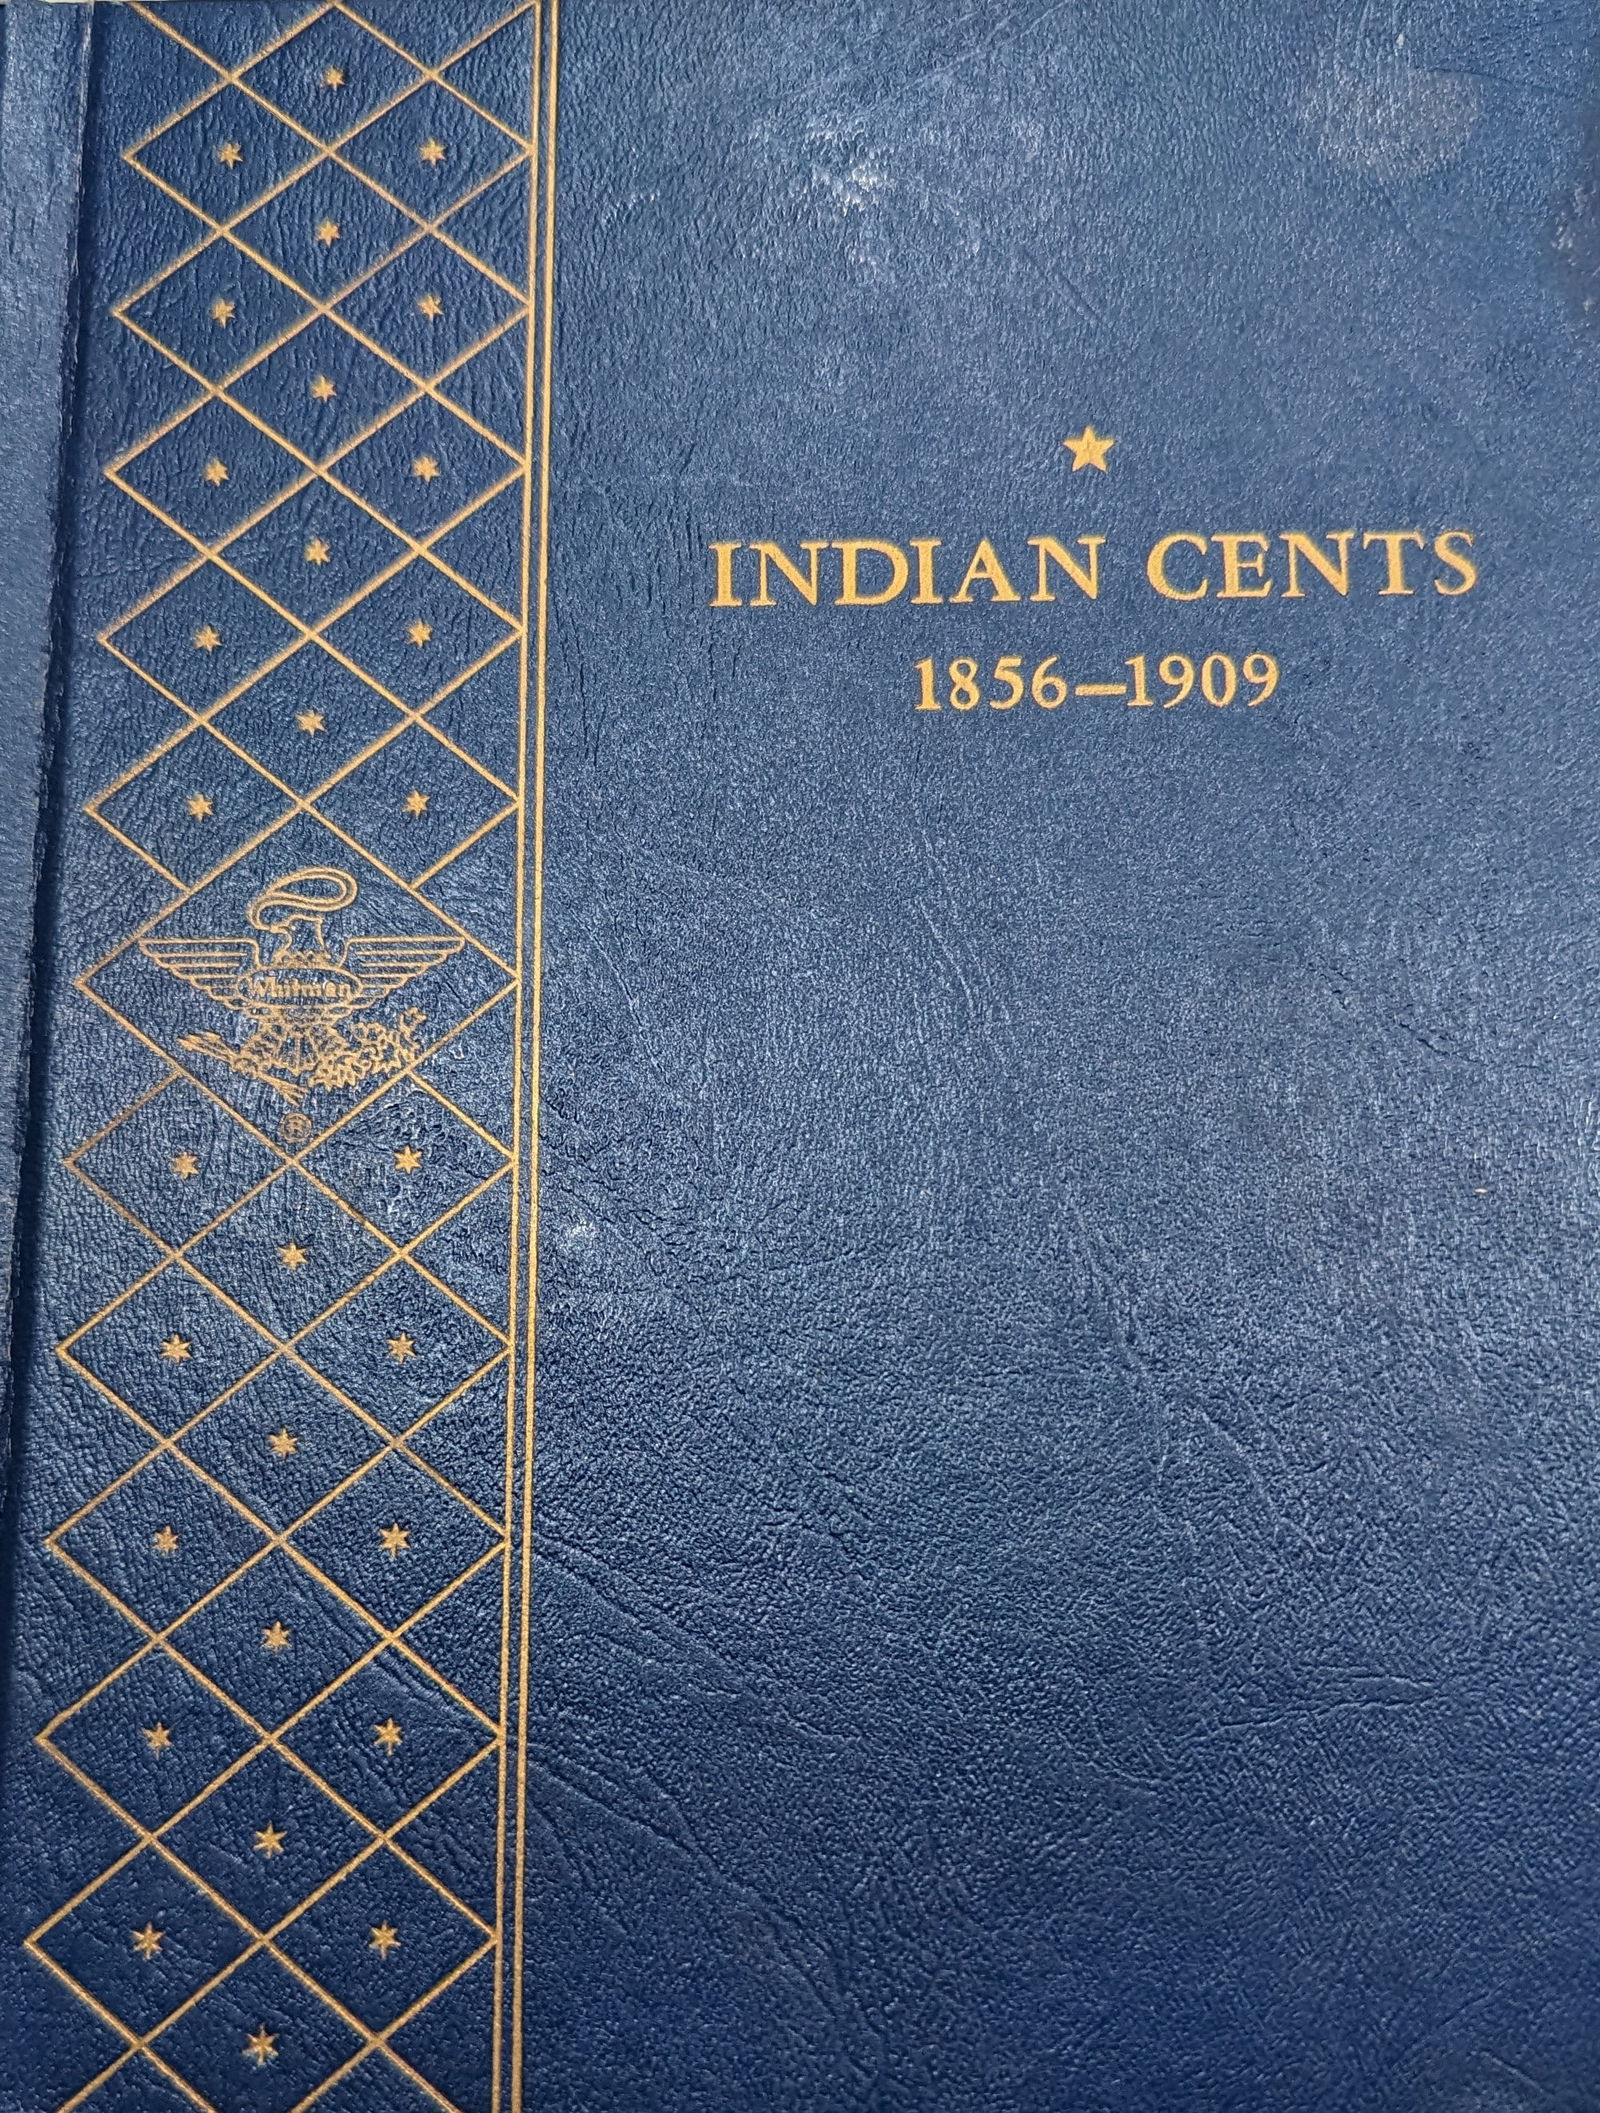 INDIAN CENTS
1856–1909
Whitman
®